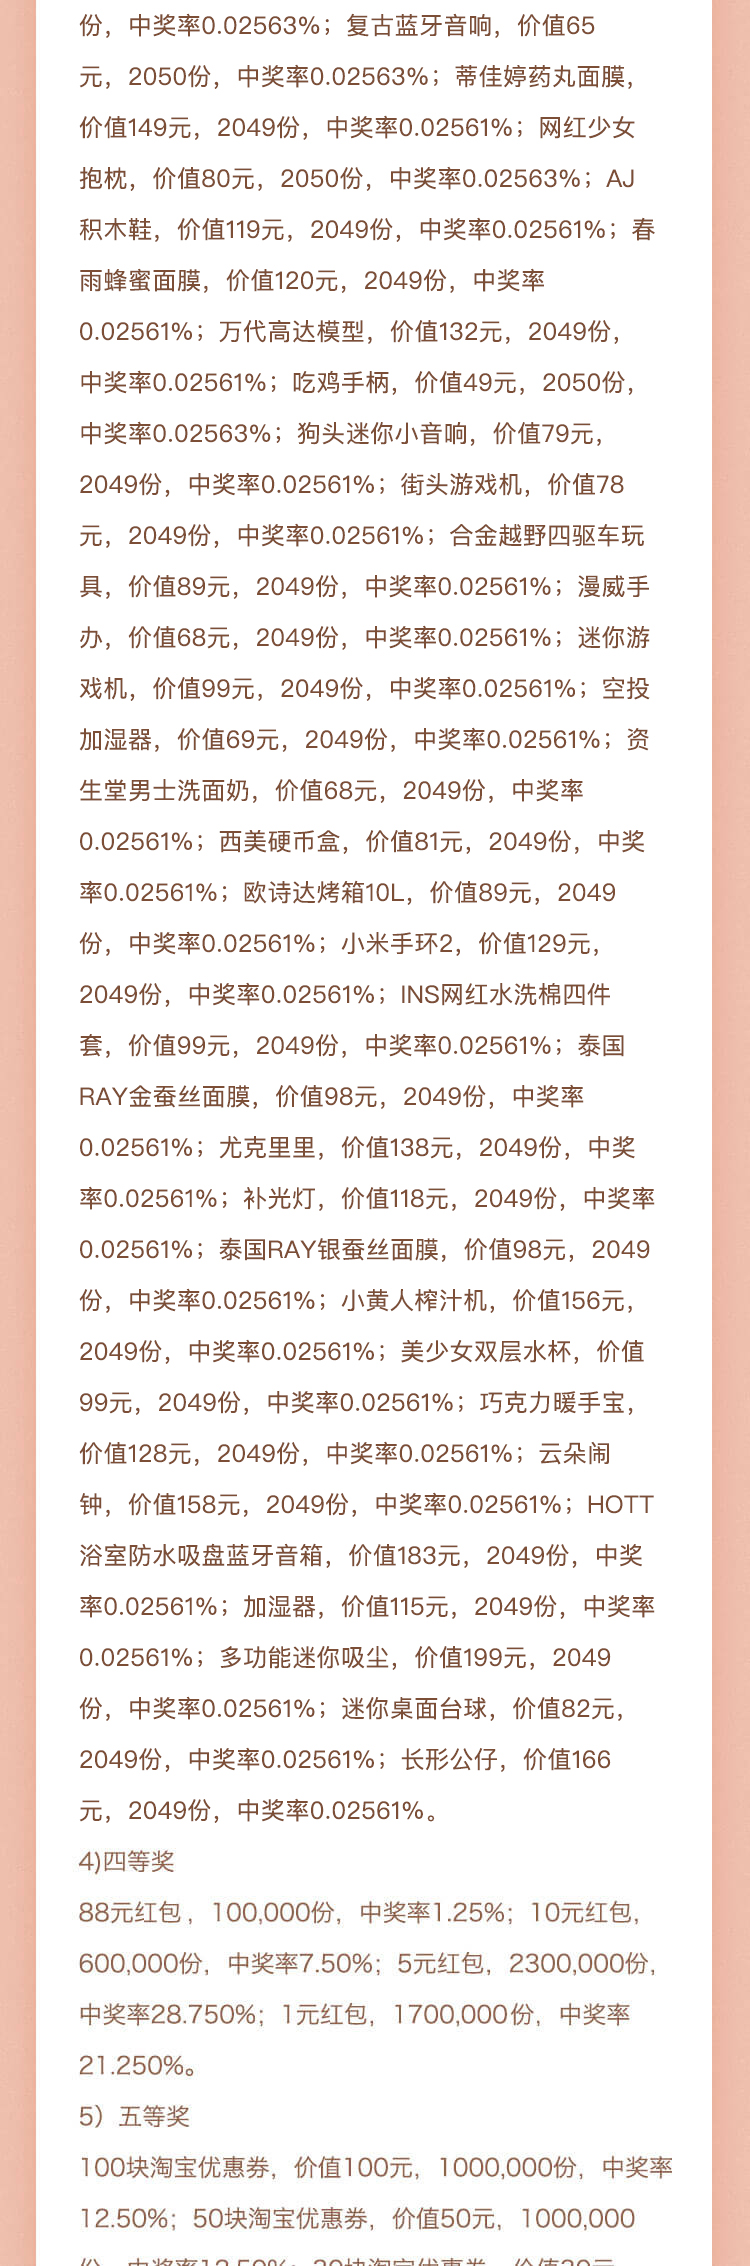 份，中奖率0.02563%；复古蓝牙音响，价值65
元，2050份，中奖率0.02563%；蒂佳婷药丸面膜，
价值149元，2049份，中奖率0.02561%；网红少女
抱枕，价值80元，2050份，中奖率0.02563%；AJ
积木鞋，价值119元，2049份，中奖率0.02561%；春
雨蜂蜜面膜，价值120元，2049份，中奖率
0.02561%；万代高达模型，价值132元，2049份，
中奖率0.02561%；吃鸡手柄，价值49元，2050份，
中奖率0.02563%；狗头迷你小音响，价值79元，
2049份，中奖率0.02561%；街头游戏机，价值78
元，2049份，中奖率0.02561%；合金越野四驱车玩
具，价值89元，2049份，中奖率0.02561%；漫威手
办，价值68元，2049份，中奖率0.02561%；迷你游
戏机，价值99元，2049份，中奖率0.02561%；空投
加湿器，价值69元，2049份，中奖率0.02561%；资
生堂男士洗面奶，价值68元，2049份，中奖率
0.02561%；西美硬币盒，价值81元，2049份，中奖
率0.02561%；欧诗达烤箱10L，价值89元，2049
份，中奖率0.02561%；小米手环2，价值129元，
2049份，中奖率0.02561%；INS网红水洗棉四件
套，价值99元，2049份，中奖率0.02561%；泰国
RAY金蚕丝面膜，价值98元，2049份，中奖率
0.02561%；尤克里里，价值138元，2049份，中奖
率0.02561%；补光灯，价值118元，2049份，中奖率
0.02561%；泰国RAY银蚕丝面膜，价值98元，2049
份，中奖率0.02561%；小黄人榨汁机，价值156元，
2049份，中奖率0.02561%；美少女双层水杯，价值
99元，2049份，中奖率0.02561%；巧克力暖手宝，
价值128元，2049份，中奖率0.02561%；云朵闹
钟，价值158元，2049份，中奖率0.02561%；HOTT
浴室防水吸盘蓝牙音箱，价值183元，2049份，中奖
率0.02561%；加湿器，价值115元，2049份，中奖率
0.02561%；多功能迷你吸尘，价值199元，2049
份，中奖率0.02561%；迷你桌面台球，价值82元，
2049份，中奖率0.02561%；长形公仔，价值166
元，2049份，中奖率0.02561%。
4)四等奖
88元红包，100,000份，中奖率1.25%；10元红包，
600,000份，中奖率7.50%；5元红包，2300,000份，
中奖率28.750%；1元红包，1700,000份，中奖率
21.250%。
5）五等奖
100块淘宝优惠券，价值100元，1000,000份，中奖率
12.50%；50块淘宝优惠券，价值50元，1000,000